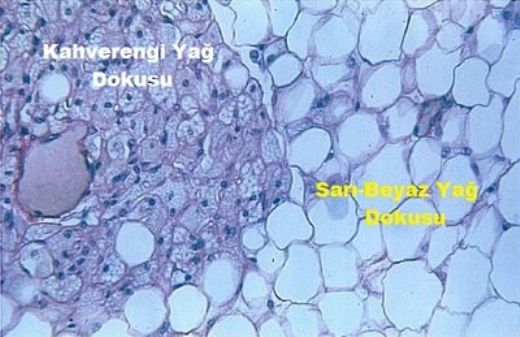 Kahverengi Yağ
Dokusu
Sarı-Beyaz Yağ
Dokusu